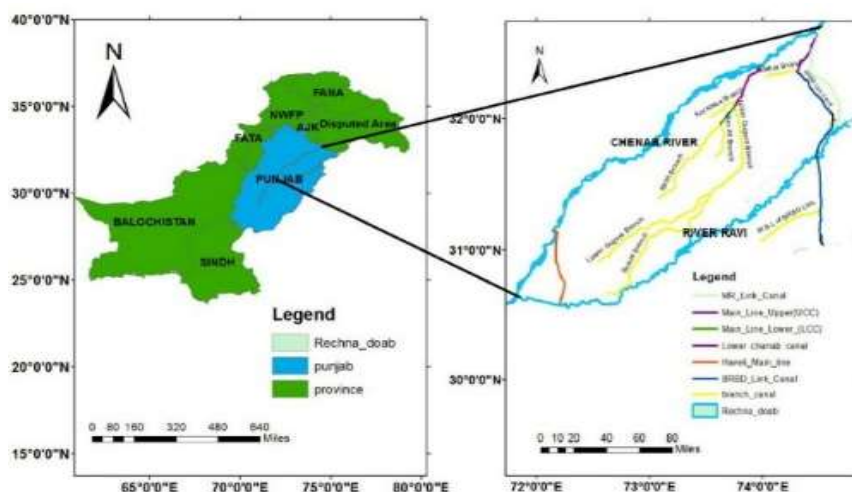 40°0'0"N
35°0'0"N
30°0'0"N
25°0'0"N
20°0'0"N
15°0'0"N
65°0'0"E
70°0'0"E
75°0'0"E
80°0'0"E
N
FANA
NWFP
AJK Disputed Area
FATA
PUNJAB
BALOCHISTAN
SINDH
Legend
Rechna_doab
punjab
province
0 80 160 320 480 640
Miles
32°0'0"N
31°0'0"N
30°0'0"N
72°0'0"E
73°0'0"E
74°0'0"E
N
CHENAB RIVER
RIVER RAVI
Lower Gugera Branch
Legend
MR_Link_Canal
Main_Line_Upper(UCC)
Main_Line_Lower_(LCC)
Lower_chenab_canal
Haveli_Main_line
BRBD_Link_Canal
branch_canal
Rechna_doab
0 10 20 40 60 80
Miles